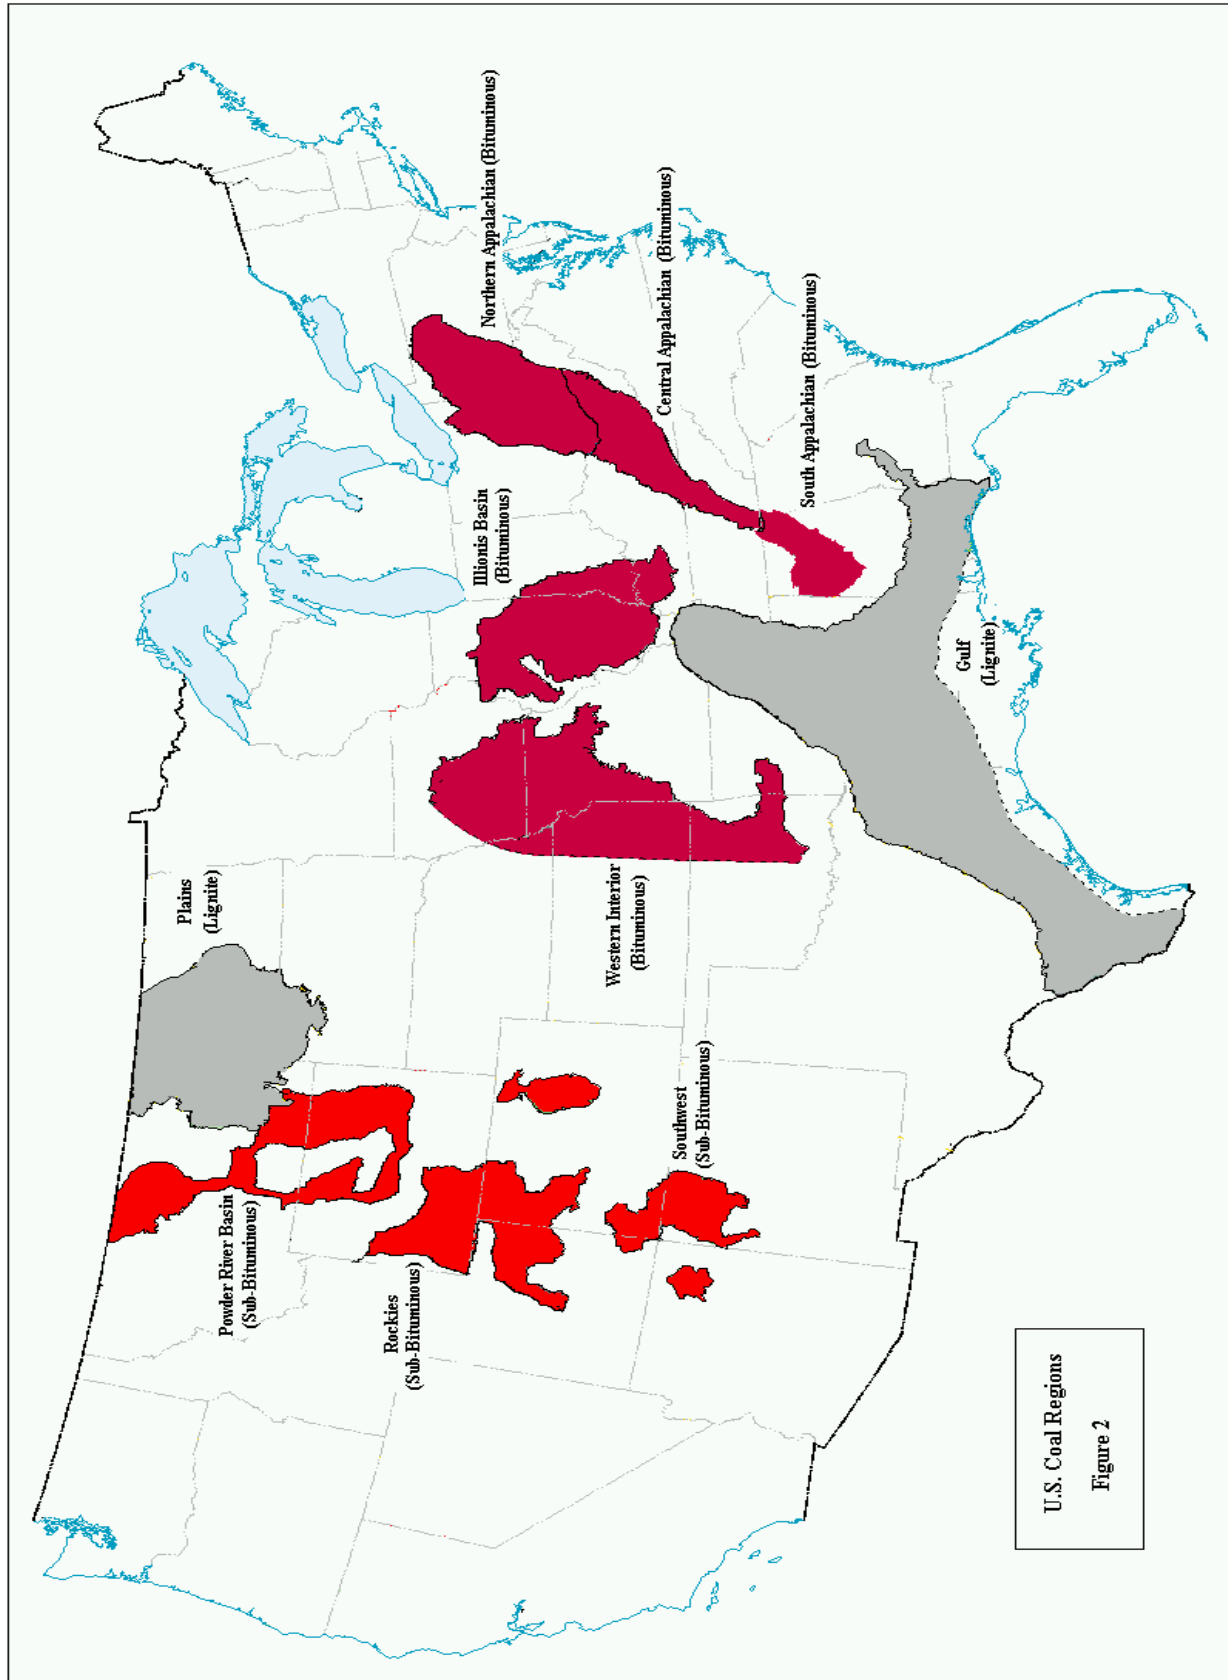 Northern Appalachian (Bituminous)
Central Appalachian (Bituminous)
South Appalachian (Bituminous)
Illionis Basin
(Bituminous)
Gulf
(Lignite)
Plains
(Lignite)
Western Interior
(Bituminous)
Southwest
(Sub-Bituminous)
Powder River Basin
(Sub-Bituminous)
Rockies
(Sub-Bituminous)
U.S. Coal Regions
Figure 2